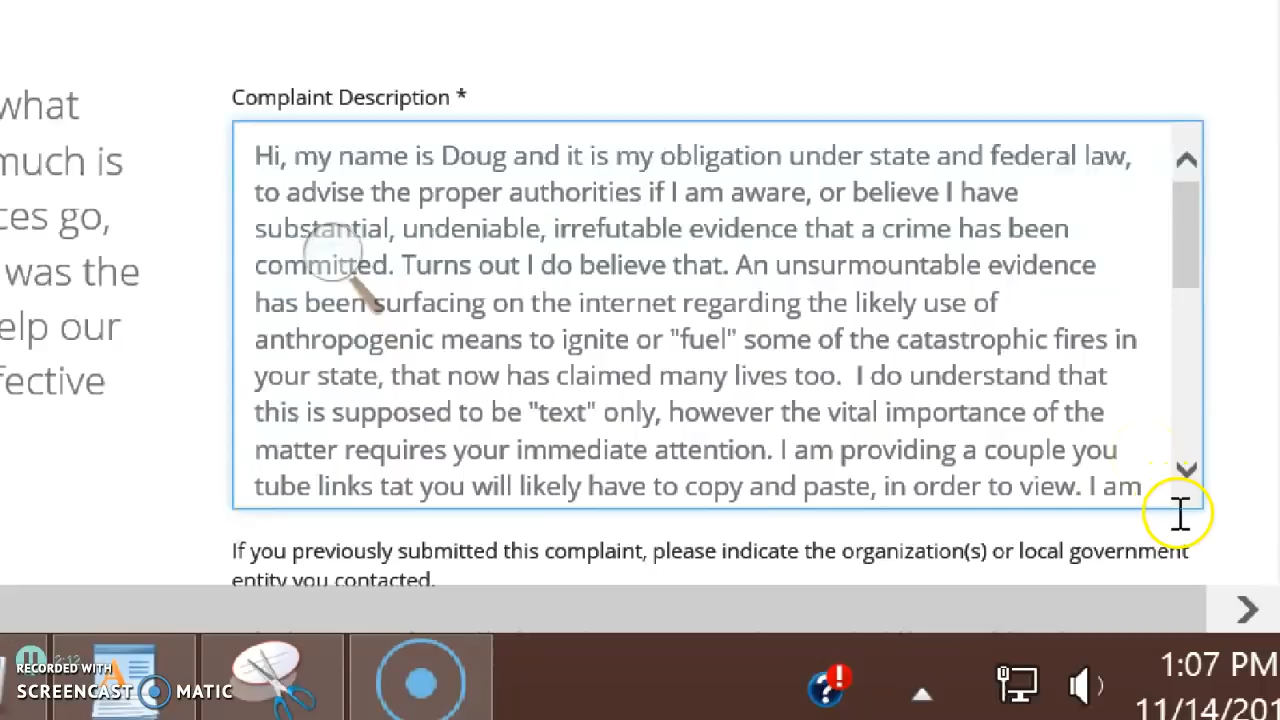 what
much is
ces go,
was the
elp our
fective
Complaint Description *
Hi, my name is Doug and it is my obligation under state and federal law,
to advise the proper authorities if I am aware, or believe I have
substantial, undeniable, irrefutable evidence that a crime has been
committed. Turns out I do believe that. An unsurmountable evidence
has been surfacing on the internet regarding the likely use of
anthropogenic means to ignite or "fuel" some of the catastrophic fires in
your state, that now has claimed many lives too.  I do understand that
this is supposed to be "text" only, however the vital importance of the
matter requires your immediate attention. I am providing a couple you
tube links tat you will likely have to copy and paste, in order to view. I am
If you previously submitted this complaint, please indicate the organization(s) or local government
entity you contacted.
RECORDED WITH
SCREENCAST MATIC
1:07 PM
11/14/201